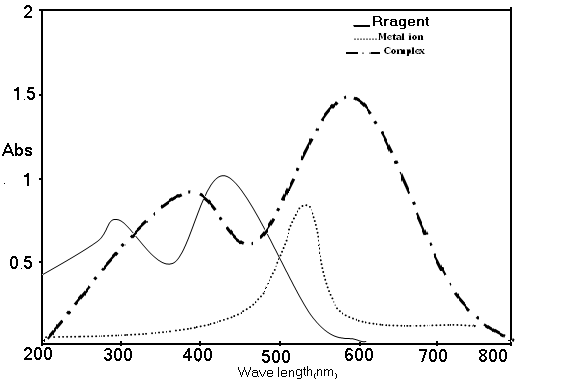 2
Rragent
Metal ion
Complex
1.5
Abs
1
0.5
200 300 400 500 600 700 800
Wave length(nm)